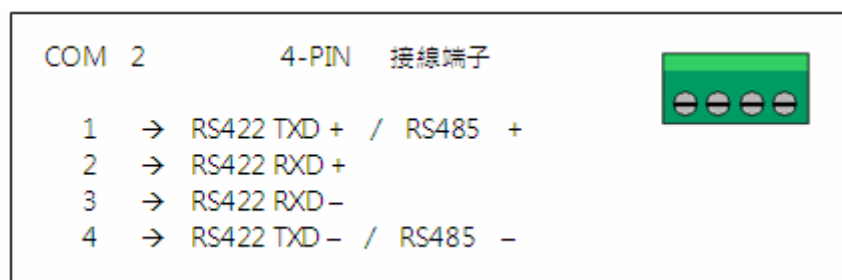 COM 2 4-PIN 接線端子
1 → RS422 TXD + / RS485 +
2 → RS422 RXD +
3 → RS422 RXD –
4 → RS422 TXD – / RS485 –